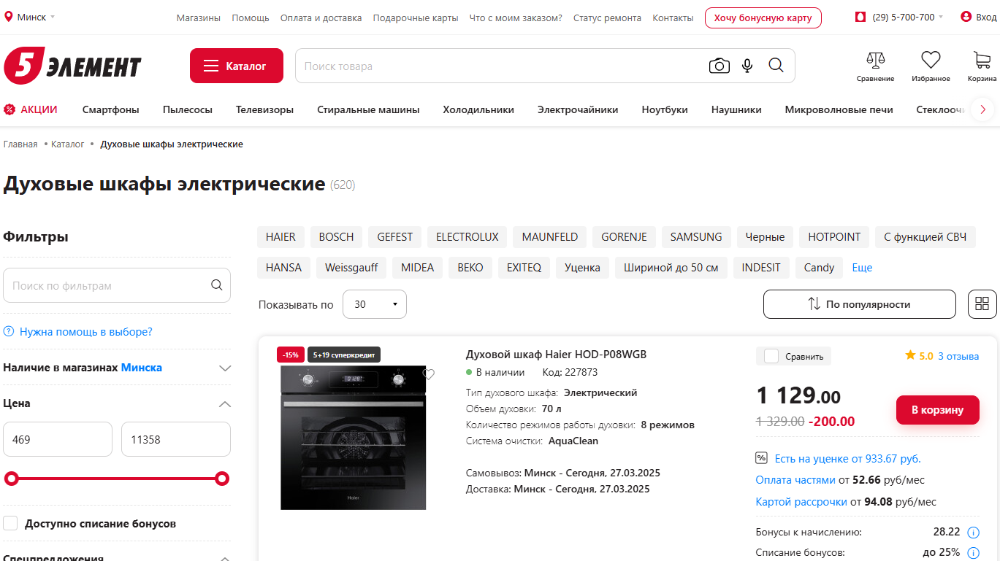 Минск
Магазины Помощь Оплата и доставка Подарочные карты Что с моим заказом? Статус ремонта Контакты Хочу бонусную карту (29) 5-700-700 Вход
5 ЭЛЕМЕНТ
Каталог
Поиск товара
Сравнение Избранное Корзина
АКЦИИ Смартфоны Пылесосы Телевизоры Стиральные машины Холодильники Электрочайники Ноутбуки Наушники Микроволновые печи Стеклоочи
Главная • Каталог • Духовые шкафы электрические
Духовые шкафы электрические (620)
Фильтры
Поиск по фильтрам
? Нужна помощь в выборе?
Наличие в магазинах Минска
Цена
469 11358
Доступно списание бонусов
Спецпредложения
HAIER BOSCH GEFEST ELECTROLUX MAUNFELD GORENJE SAMSUNG Черные HOTPOINT С функцией СВЧ
HANSA Weissgauff MIDEA BEKO EXITEQ Уценка Шириной до 50 см INDESIT Candy Еще
Показывать по 30
По популярности
-15% 5+19 суперкредит
Haier
Духовой шкаф Haier HOD-P08WGB
В наличии Код: 227873
Тип духового шкафа: Электрический
Объем духовки: 70 л
Количество режимов работы духовки: 8 режимов
Система очистки: AquaClean
Самовывоз: Минск - Сегодня, 27.03.2025
Доставка: Минск - Сегодня, 27.03.2025
Сравнить
5.0 3 отзыва
1 129.00
1 329.00 -200.00
В корзину
% Есть на уценке от 933.67 руб.
Оплата частями от 52.66 руб/мес
Картой рассрочки от 94.08 руб/мес
Бонусы к начислению: 28.22 i
Списание бонусов: до 25% i